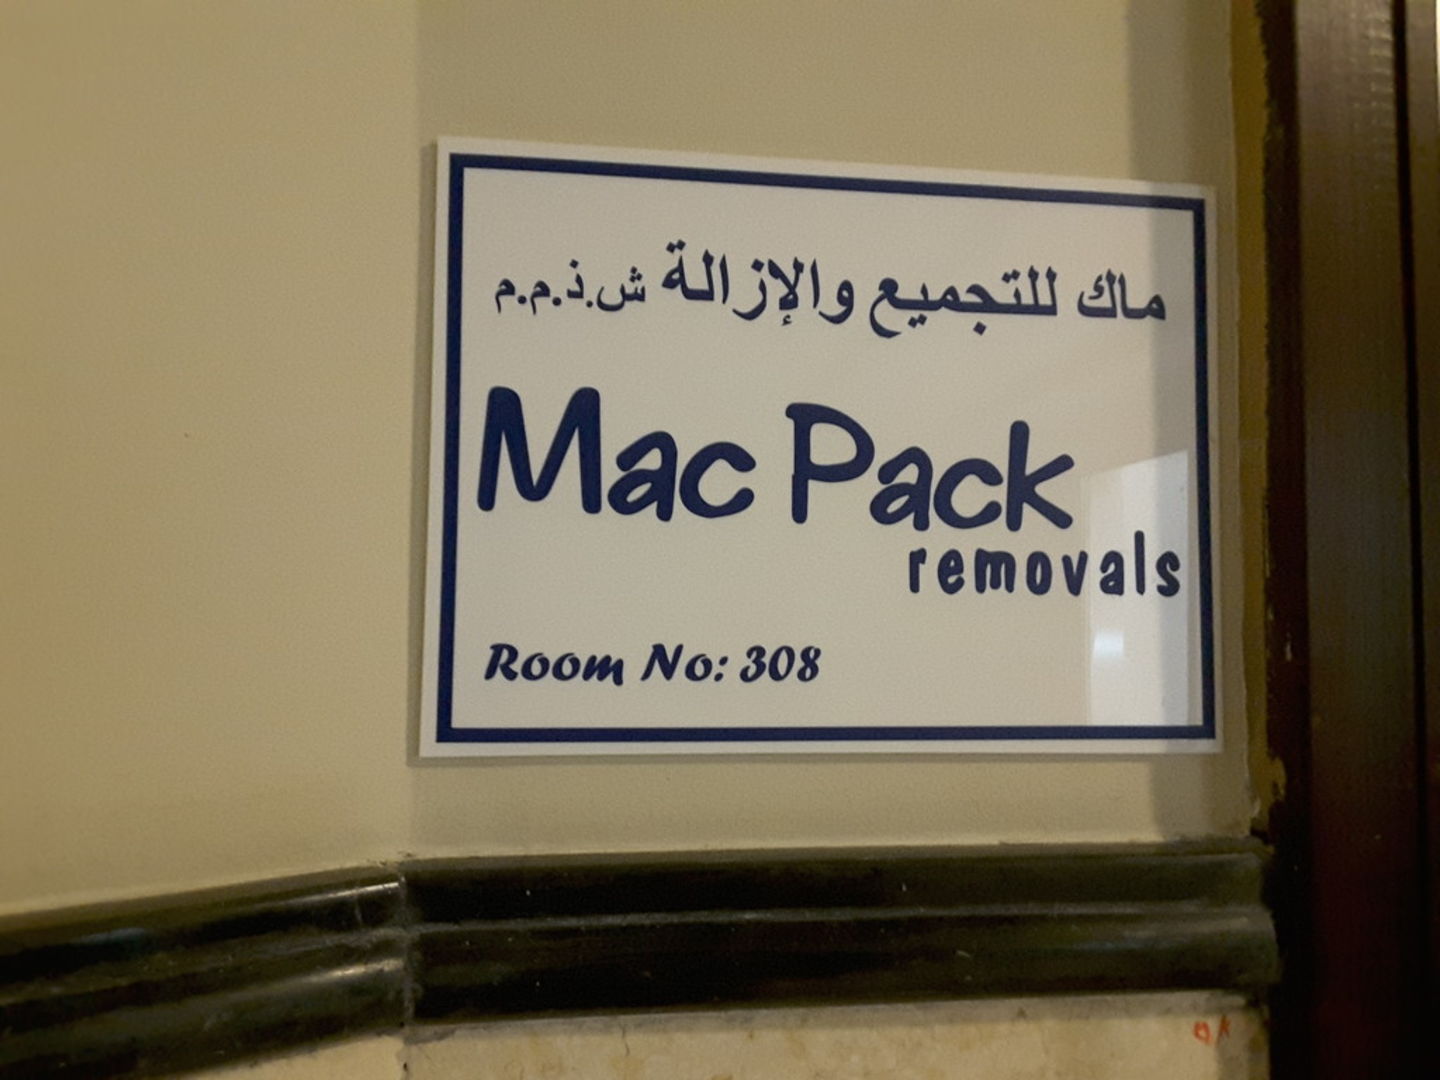 ماك للتجميع والإزالة ش.ذ.م.م
Mac Pack
removals
Room No: 308